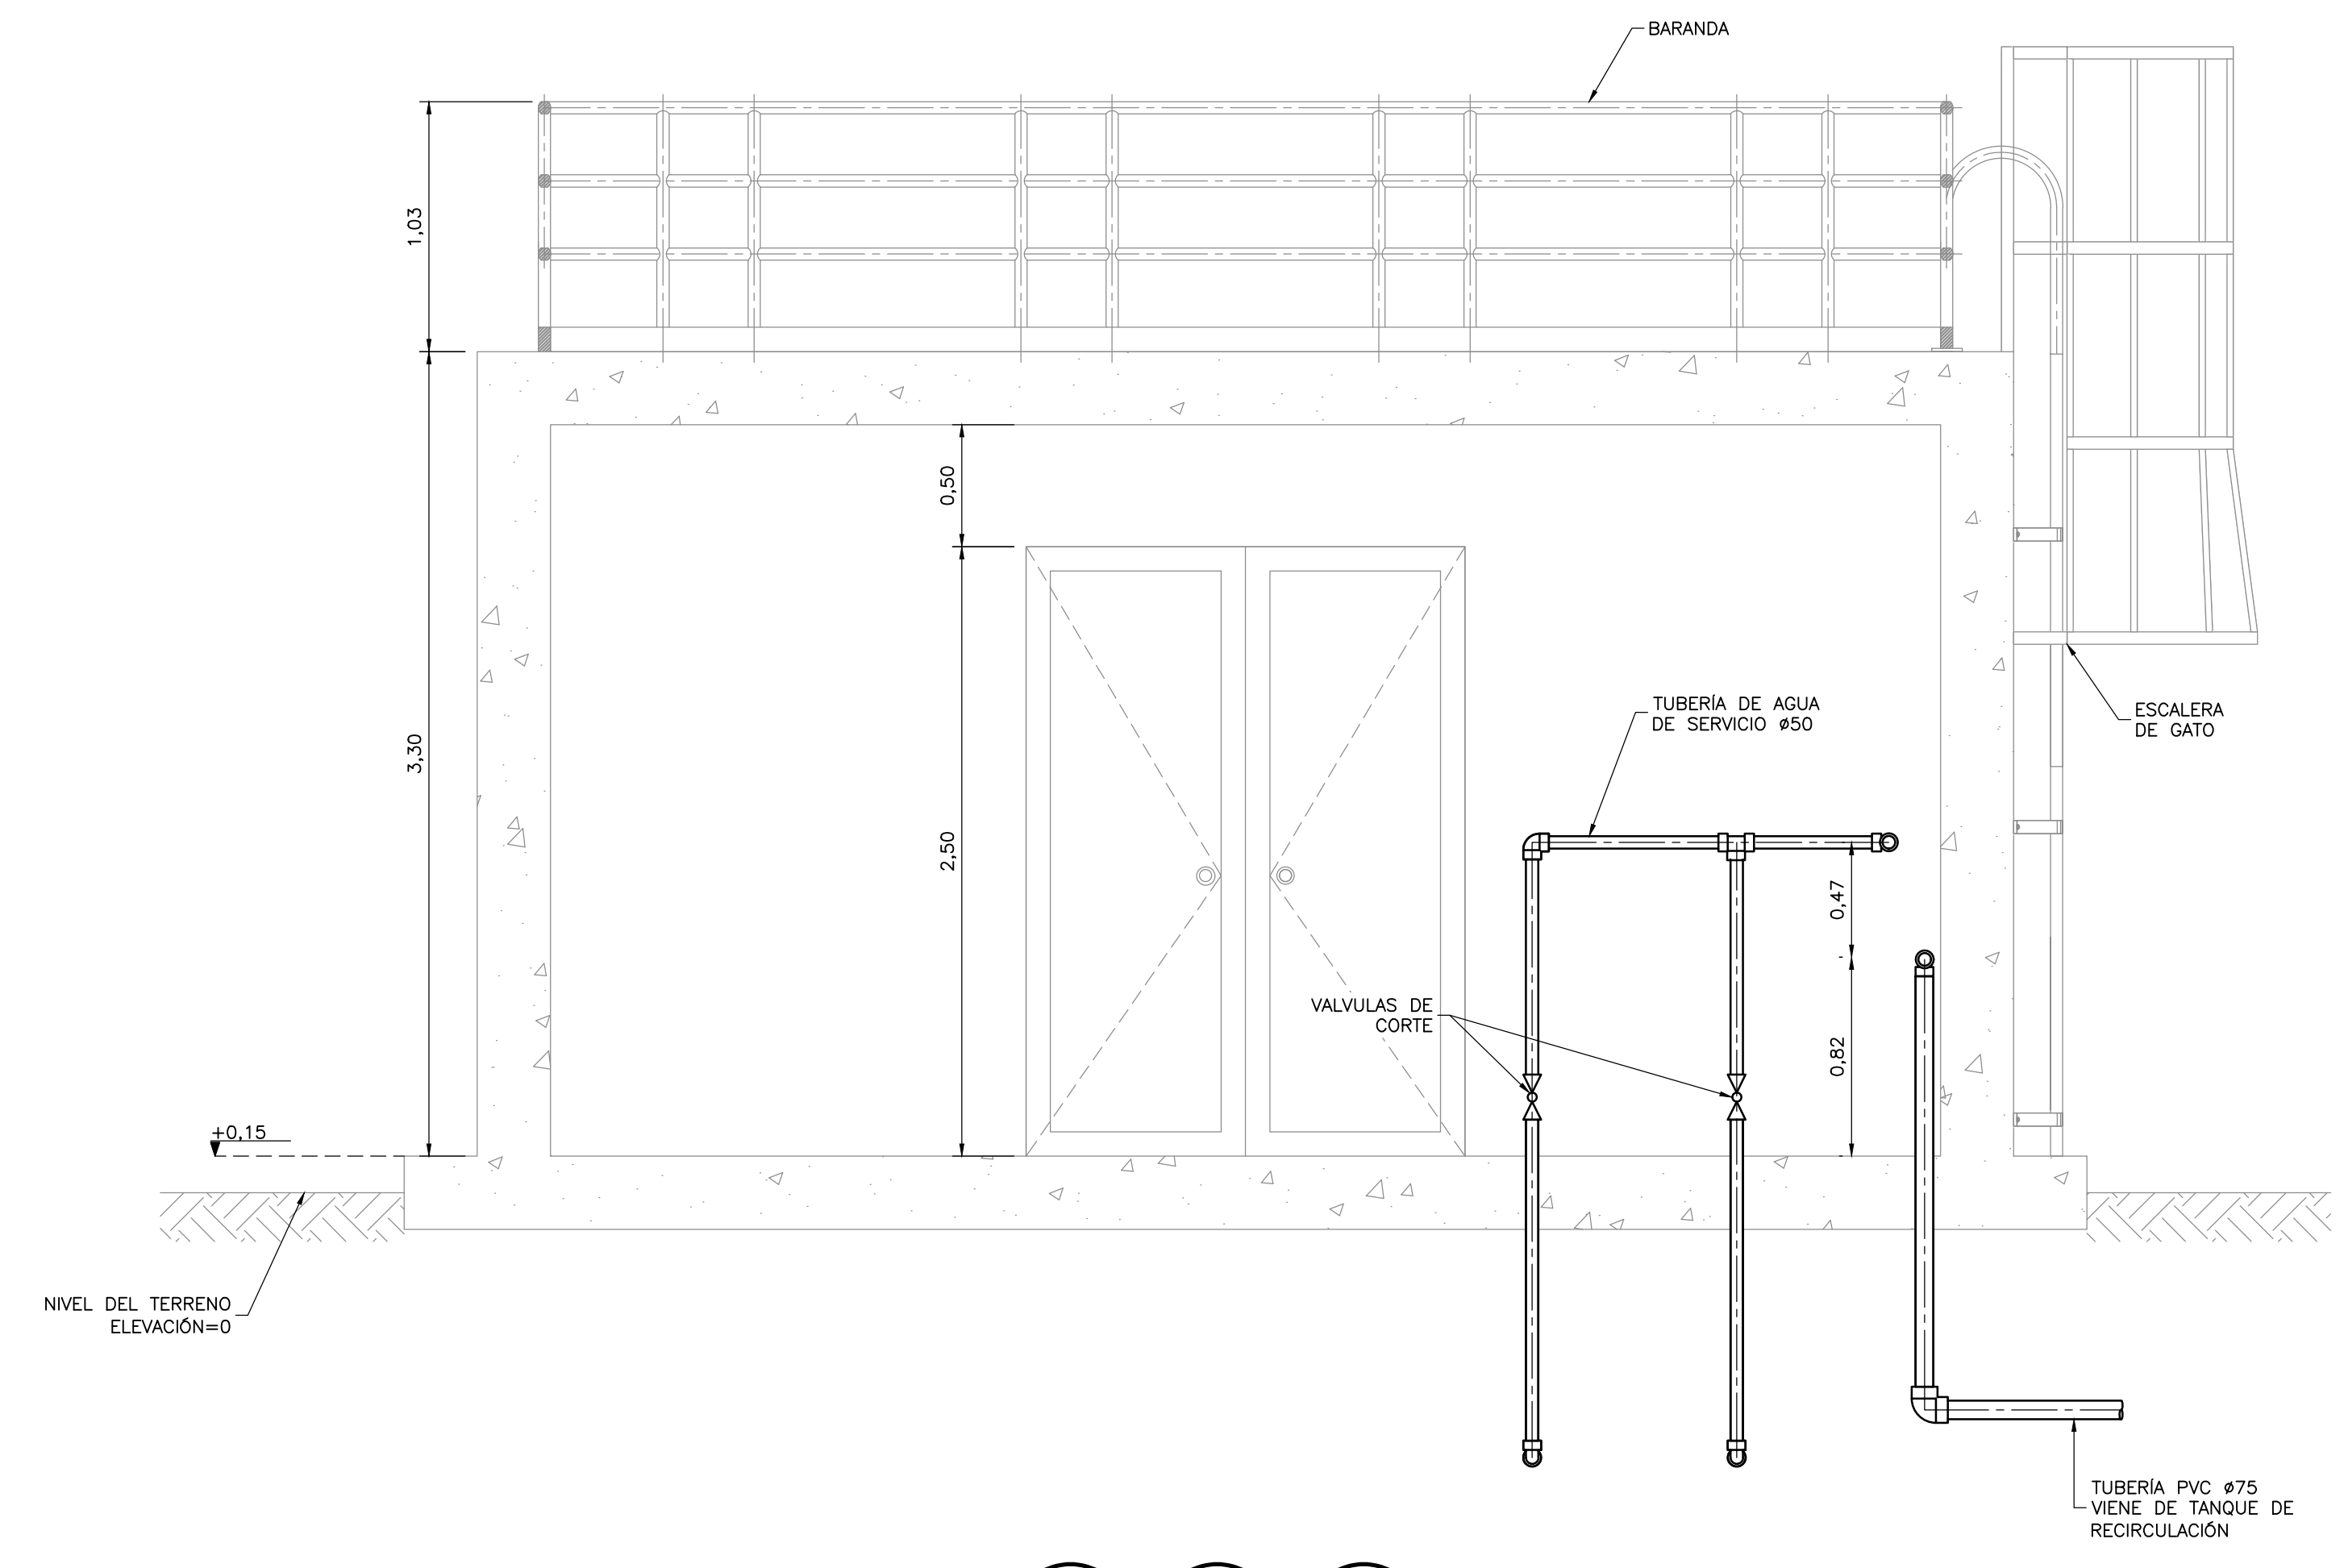 BARANDA
1,03
0,50
3,30
2,50
TUBERÍA DE AGUA
DE SERVICIO ø50
ESCALERA
DE GATO
0,47
0,82
VALVULAS DE
CORTE
+0,15
NIVEL DEL TERRENO
ELEVACIÓN=0
TUBERÍA PVC ø75
VIENE DE TANQUE DE
RECIRCULACIÓN